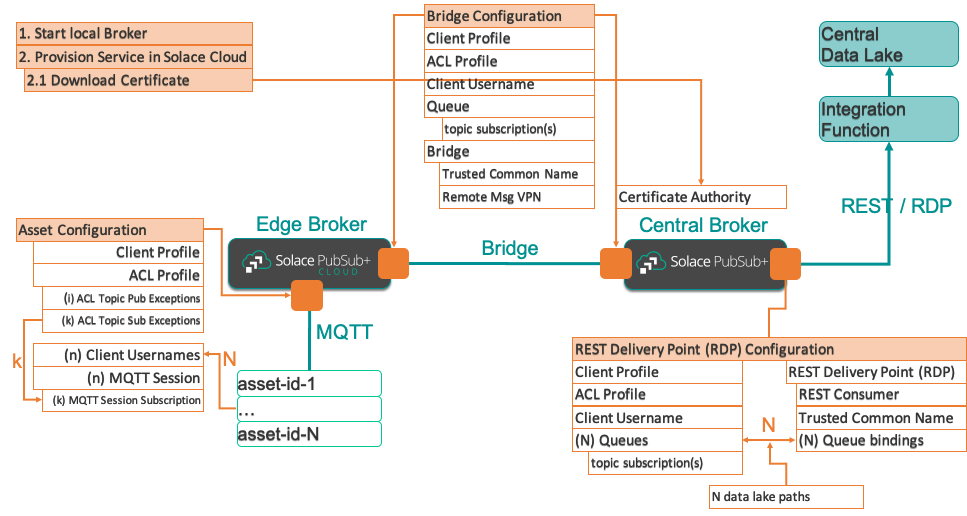 1. Start local Broker
2. Provision Service in Solace Cloud
2.1 Download Certificate
Bridge Configuration
Client Profile
ACL Profile
Client Username
Queue
topic subscription(s)
Bridge
Trusted Common Name
Remote Msg VPN
Central
Data Lake
Integration
Function
REST / RDP
Certificate Authority
Asset Configuration
Client Profile
ACL Profile
(i) ACL Topic Pub Exceptions
(k) ACL Topic Sub Exceptions
k
(n) Client Usernames
(n) MQTT Session
(k) MQTT Session Subscription
N
Edge Broker
Solace PubSub+
CLOUD
Bridge
Central Broker
Solace PubSub+
MQTT
asset-id-1
...
asset-id-N
REST Delivery Point (RDP) Configuration
Client Profile
ACL Profile
Client Username
(N) Queues
topic subscription(s)
REST Delivery Point (RDP)
REST Consumer
Trusted Common Name
(N) Queue bindings
N
N data lake paths